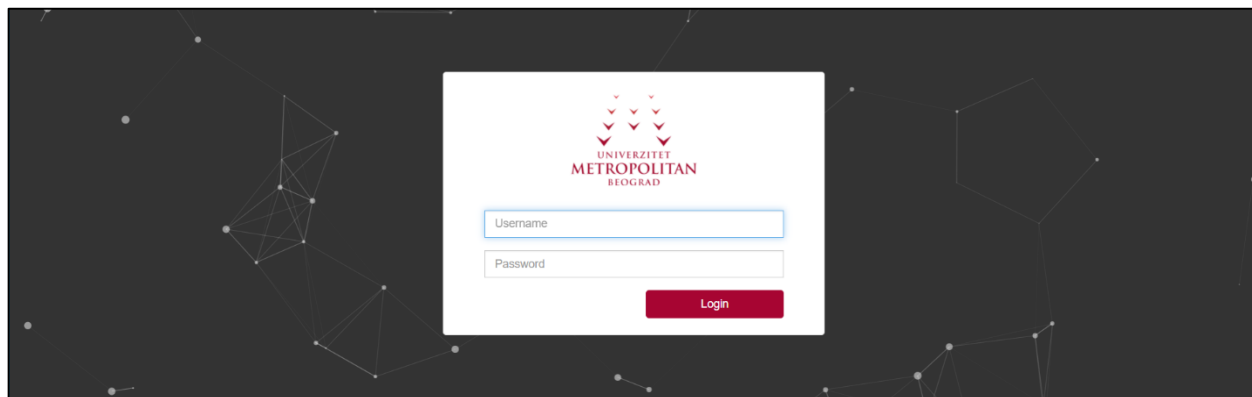 UNIVERZITET
METROPOLITAN
BEOGRAD
Username
Password
Login